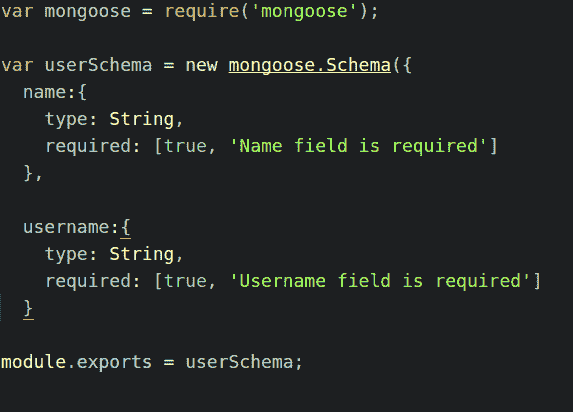 var mongoose = require('mongoose');
var userSchema = new mongoose.Schema({
name:{
type: String,
required: [true, 'Name field is required']
},
username:{
type: String,
required: [true, 'Username field is required']
}
module.exports = userSchema;